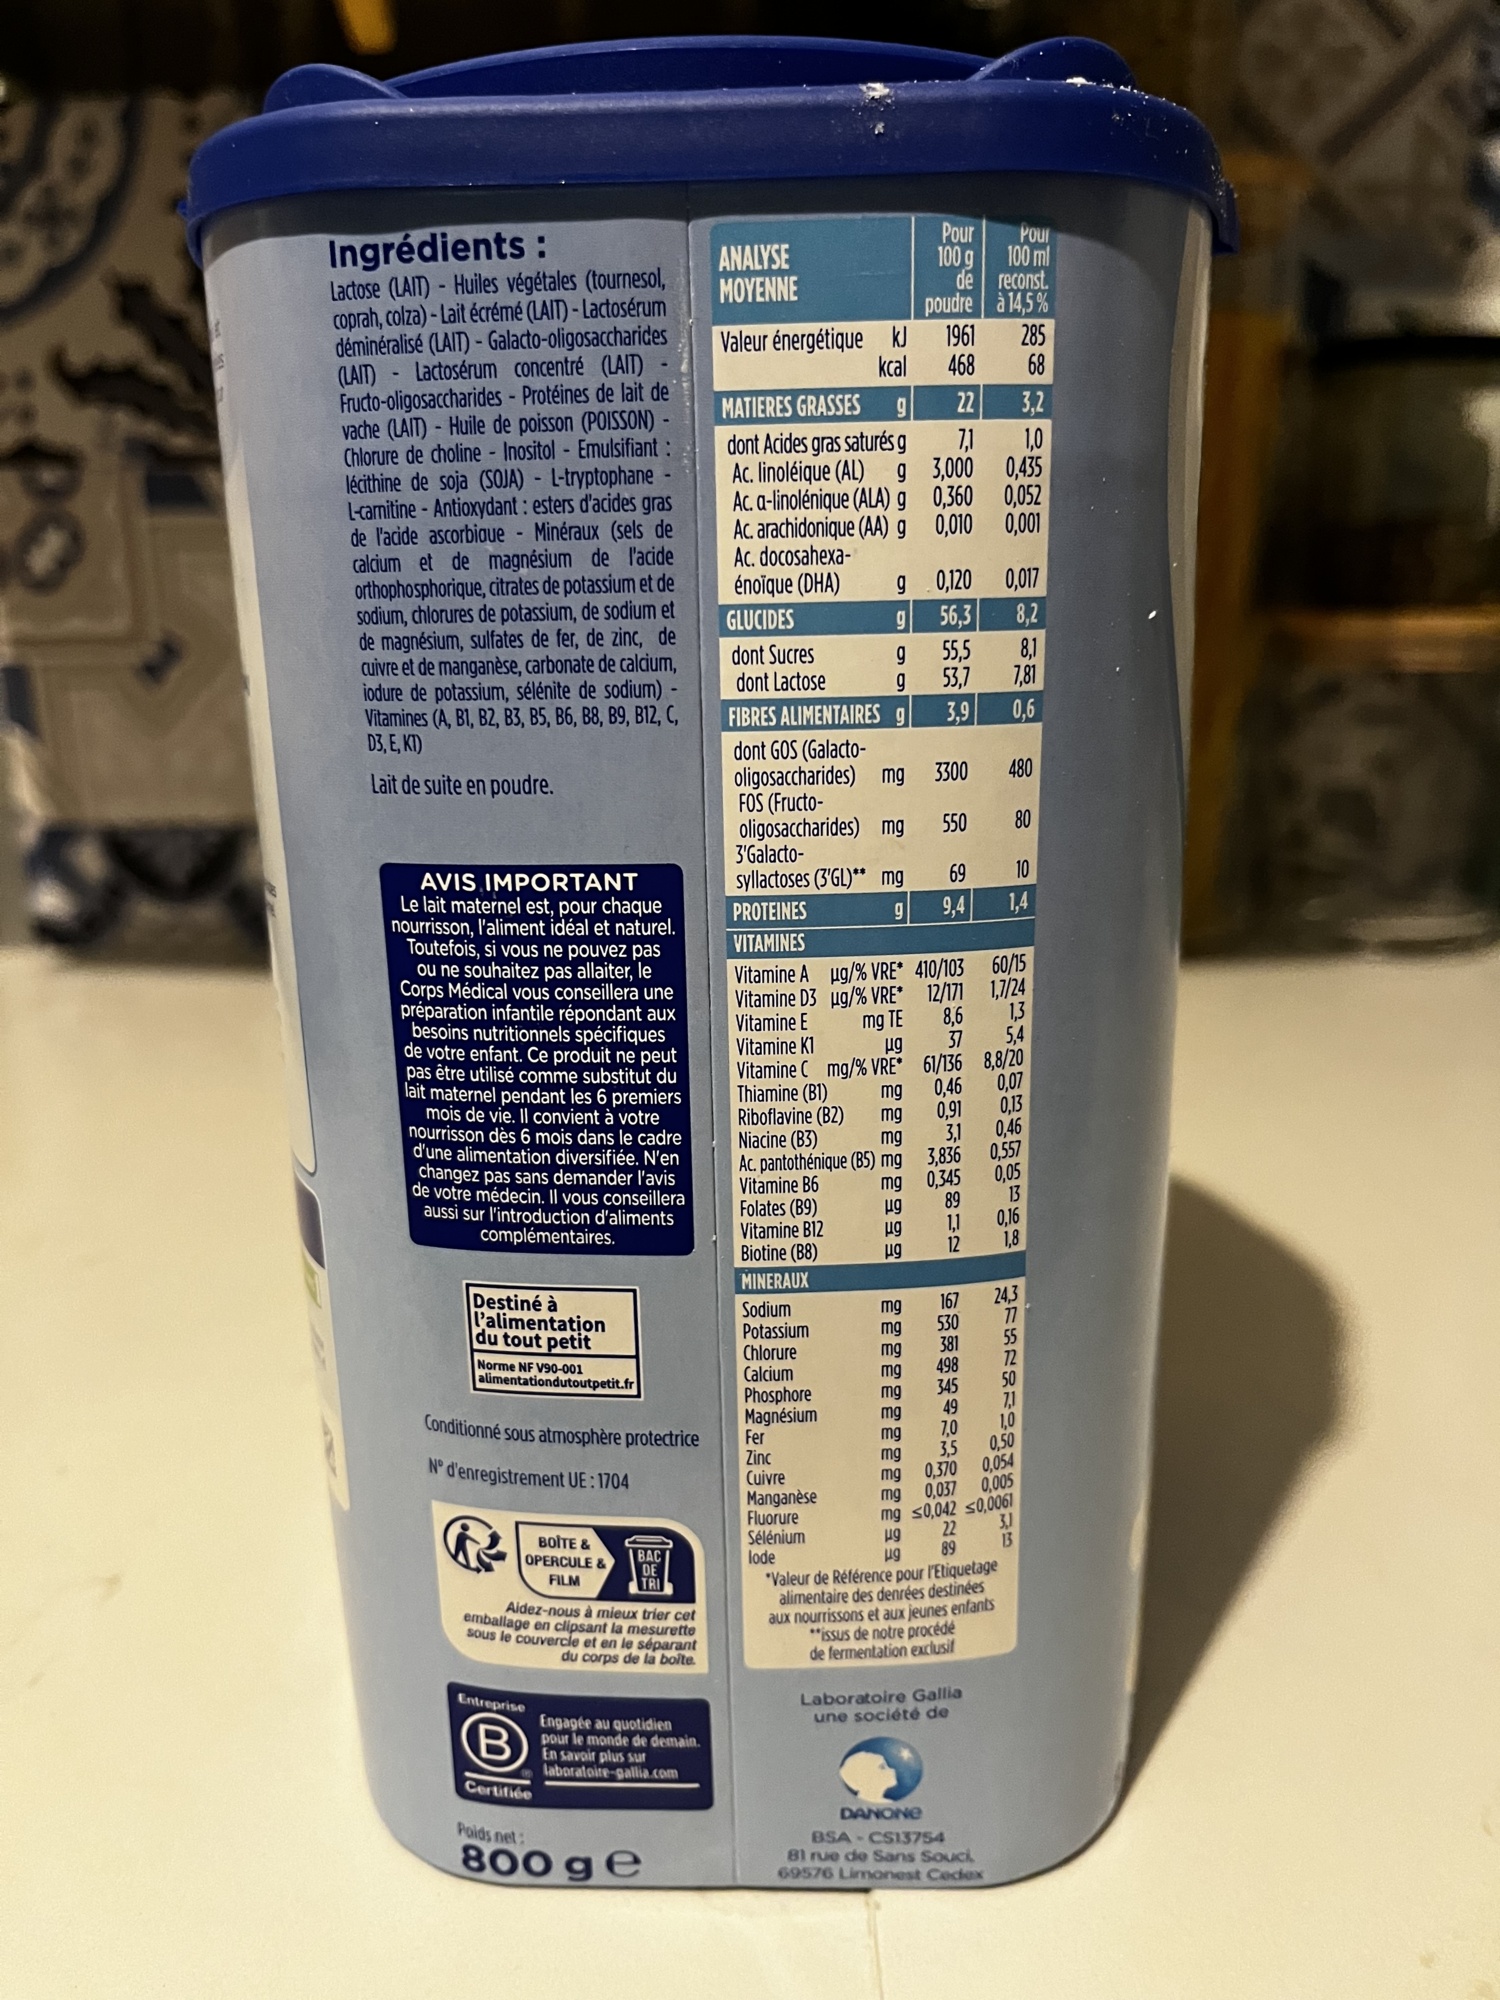 Ingrédients :
Lactose (LAIT) - Huiles végétales (tournesol,
coprah, colza) - Lait écrémé (LAIT) - Lactosérum
déminéralisé (LAIT) - Galacto-oligosaccharides
(LAIT) - Lactosérum concentré (LAIT) -
Fructo-oligosaccharides - Protéines de lait de
vache (LAIT) - Huile de poisson (POISSON) -
Chlorure de choline - Inositol - Emulsifiant :
lécithine de soja (SOJA) - L-tryptophane -
L-carnitine - Antioxydant : esters d'acides gras
de l'acide ascorbique - Minéraux (sels de
calcium et de magnésium de l'acide
orthophosphorique, citrates de potassium et de
sodium, chlorures de potassium, de sodium et
de magnésium, sulfates de fer, de zinc, de
cuivre et de manganèse, carbonate de calcium,
iodure de potassium, sélénite de sodium) -
Vitamines (A, B1, B2, B3, B5, B6, B8, B9, B12, C,
D3, E, K1)
Lait de suite en poudre.
AVIS IMPORTANT
Le lait maternel est, pour chaque
nourrisson, l'aliment idéal et naturel.
Toutefois, si vous ne pouvez pas
ou ne souhaitez pas allaiter, le
Corps Médical vous conseillera une
préparation infantile répondant aux
besoins nutritionnels spécifiques
de votre enfant. Ce produit ne peut
pas être utilisé comme substitut du
lait maternel pendant les 6 premiers
mois de vie. Il convient à votre
nourrisson dès 6 mois dans le cadre
d'une alimentation diversifiée. N'en
changez pas sans demander l'avis
de votre médecin. Il vous conseillera
aussi sur l'introduction d'aliments
complémentaires.
Destiné à
l'alimentation
du tout petit
Norme NF V90-001
alimentationdutoutpetit.fr
Conditionné sous atmosphère protectrice
N° d'enregistrement UE : 1704
BOÎTE &
OPERCULE &
FILM
BAC
DE
TRI
Aidez-nous à mieux trier cet
emballage en clipsant la mesurette
sous le couvercle et en le séparant
du corps de la boîte.
Entreprise
B
Certifiée
Engagée au quotidien
pour le monde de demain.
En savoir plus sur
laboratoire-gallia.com
Poids net :
800 g e
ANALYSE MOYENNE Pour 100 g de poudre Pour 100 ml reconst. à 14,5 %
Valeur énergétique kJ 1961 285
kcal 468 68
MATIERES GRASSES g 22 3,2
dont Acides gras saturés g 7,1 1,0
Ac. linoléique (AL) g 3,000 0,435
Ac. α-linolénique (ALA) g 0,360 0,052
Ac. arachidonique (AA) g 0,010 0,001
Ac. docosahexa-
énoïque (DHA) g 0,120 0,017
GLUCIDES g 56,3 8,2
dont Sucres g 55,5 8,1
dont Lactose g 53,7 7,81
FIBRES ALIMENTAIRES g 3,9 0,6
dont GOS (Galacto-
oligosaccharides) mg 3300 480
FOS (Fructo-
oligosaccharides) mg 550 80
3'Galacto-
syllactoses (3'GL)** mg 69 10
PROTEINES g 9,4 1,4
VITAMINES
Vitamine A µg/% VRE* 410/103 60/15
Vitamine D3 µg/% VRE* 12/171 1,7/24
Vitamine E mg TE 8,6 1,3
Vitamine K1 µg 37 5,4
Vitamine C mg/% VRE* 61/136 8,8/20
Thiamine (B1) mg 0,46 0,07
Riboflavine (B2) mg 0,91 0,13
Niacine (B3) mg 3,1 0,46
Ac. pantothénique (B5) mg 3,836 0,557
Vitamine B6 mg 0,345 0,05
Folates (B9) µg 89 13
Vitamine B12 µg 1,1 0,16
Biotine (B8) µg 12 1,8
MINERAUX
Sodium mg 167 24,3
Potassium mg 530 77
Chlorure mg 381 55
Calcium mg 498 72
Phosphore mg 345 50
Magnésium mg 49 7,1
Fer mg 7,0 1,0
Zinc mg 3,5 0,50
Cuivre mg 0,370 0,054
Manganèse mg 0,037 0,005
Fluorure mg ≤0,042 ≤0,0061
Sélénium µg 22 3,1
Iode µg 89 13
*Valeur de Référence pour l'Etiquetage
alimentaire des denrées destinées
aux nourrissons et aux jeunes enfants
**issus de notre procédé
de fermentation exclusif
Laboratoire Gallia
une société de
DANONE
BSA - CS13754
81 rue de Sans Souci,
69576 Limonest Cedex